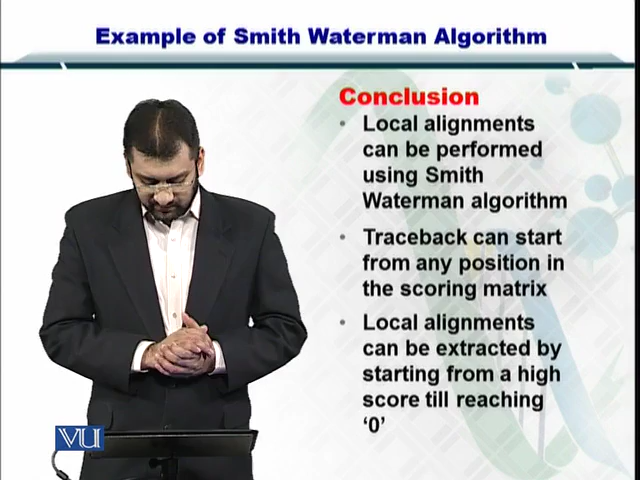 Example of Smith Waterman Algorithm
Conclusion
• Local alignments
can be performed
using Smith
Waterman algorithm
• Traceback can start
from any position in
the scoring matrix
• Local alignments
can be extracted by
starting from a high
score till reaching
‘0’
VU